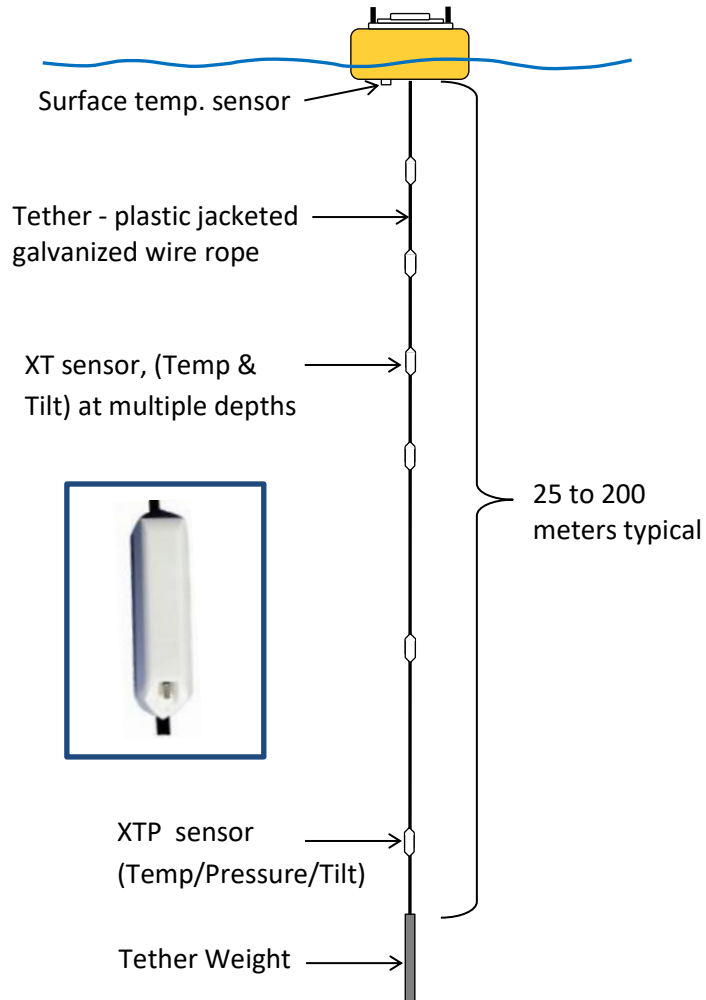 Surface temp. sensor
Tether - plastic jacketed
galvanized wire rope
XT sensor, (Temp &
Tilt) at multiple depths
25 to 200
meters typical
XTP sensor
(Temp/Pressure/Tilt)
Tether Weight